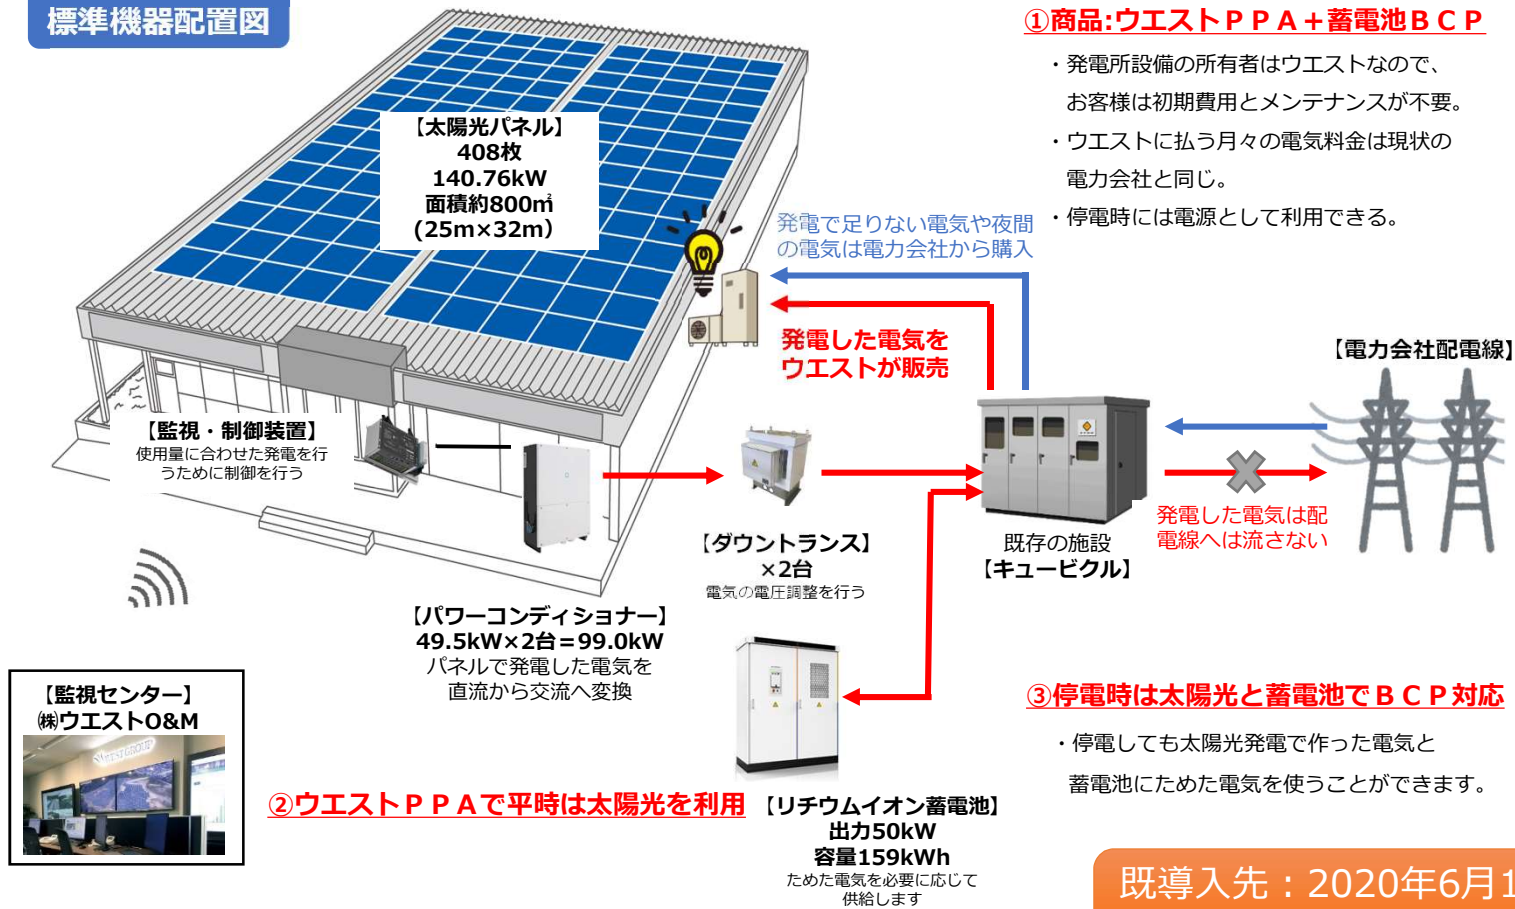 標準機器配置図
①商品:ウエストPPA＋蓄電池BCP
・発電所設備の所有者はウエストなので、
お客様は初期費用とメンテナンスが不要。
・ウエストに払う月々の電気料金は現状の
電力会社と同じ。
・停電時には電源として利用できる。
【太陽光パネル】
408枚
140.76kW
面積約800㎡
(25m×32m）
発電で足りない電気や夜間
の電気は電力会社から購入
発電した電気を
ウエストが販売
【電力会社配電線】
【監視・制御装置】
使用量に合わせた発電を行
うために制御を行う
発電した電気は配
電線へは流さない
【ダウントランス】
×2台
電気の電圧調整を行う
既存の施設
【キュービクル】
【パワーコンディショナー】
49.5kW×2台＝99.0kW
パネルで発電した電気を
直流から交流へ変換
【監視センター】
㈱ウエストO&M
WEST GROUP
②ウエストPPAで平時は太陽光を利用
【リチウムイオン蓄電池】
出力50kW
容量159kWh
ためた電気を必要に応じて
供給します
③停電時は太陽光と蓄電池でBCP対応
・停電しても太陽光発電で作った電気と
蓄電池にためた電気を使うことができます。
既導入先：2020年6月1